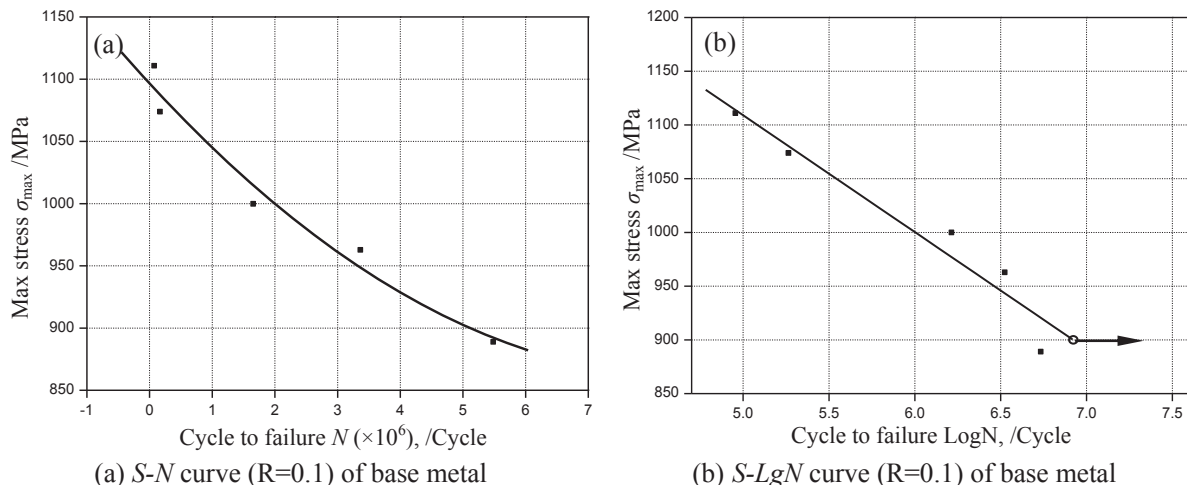 (a)
1150
1100
1050
1000
950
900
850
-1 0 1 2 3 4 5 6 7
Max stress σmax /MPa
Cycle to failure N (×10⁶), /Cycle
(a) S-N curve (R=0.1) of base metal
(b)
1200
1150
1100
1050
1000
950
900
850
5.0 5.5 6.0 6.5 7.0 7.5
Max stress σmax /MPa
Cycle to failure LogN, /Cycle
(b) S-LgN curve (R=0.1) of base metal